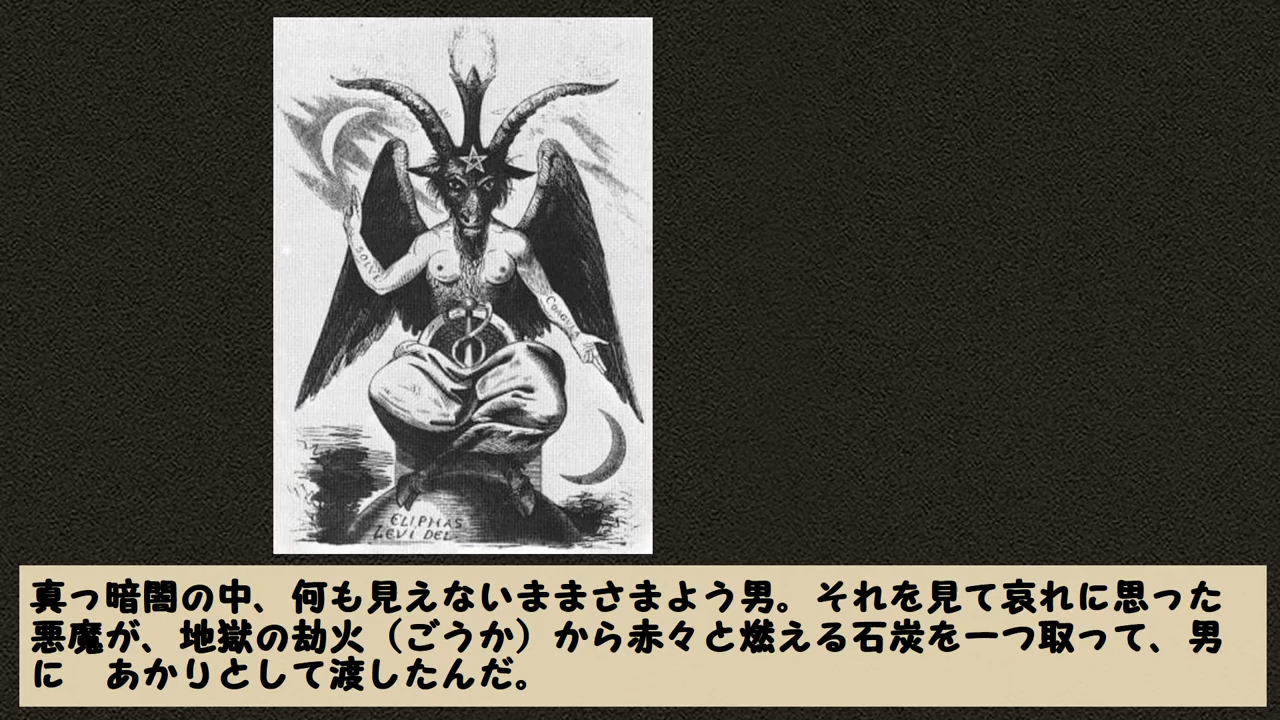 SOLVE
COAGULA
ELIPHAS
LEVI DEL
真っ暗闇の中、何も見えないままさまよう男。それを見て哀れに思った
悪魔が、地獄の劫火（ごうか）から赤々と燃える石炭を一つ取って、男
に　あかりとして渡したんだ。